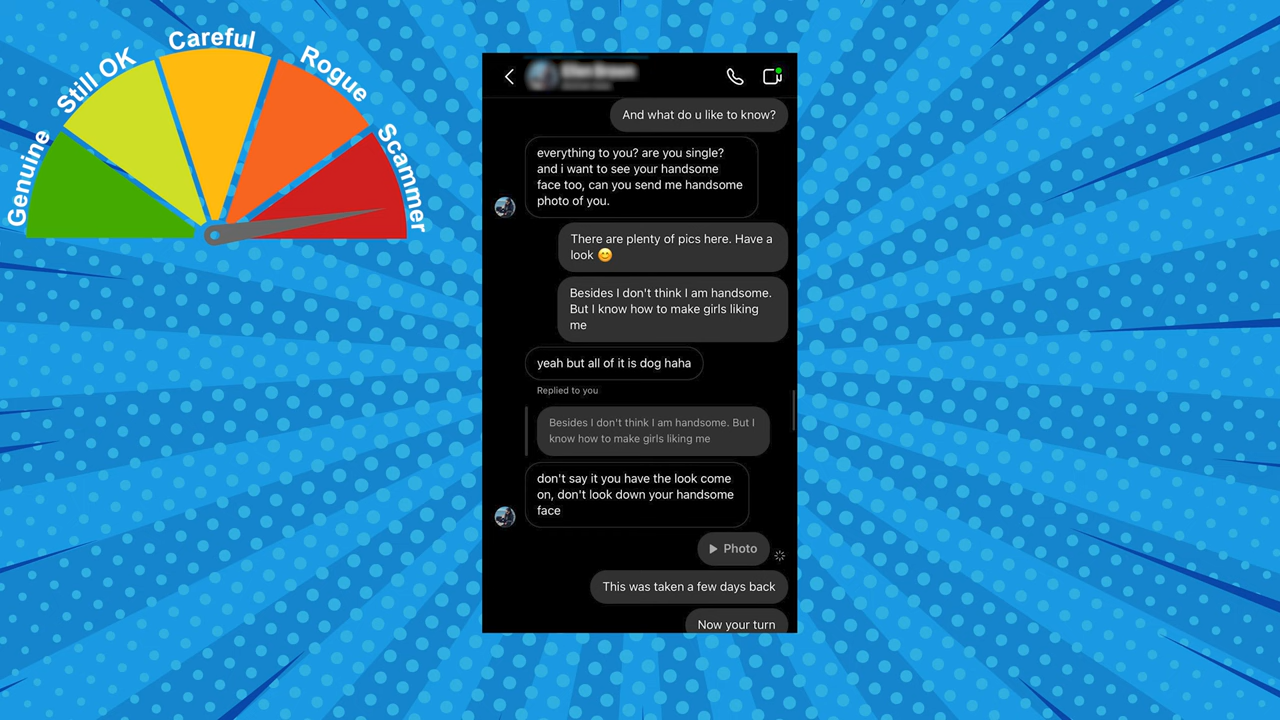 Genuine
Still OK
Careful
Rogue
Scammer
And what do u like to know?
everything to you? are you single?
and i want to see your handsome
face too, can you send me handsome
photo of you.
There are plenty of pics here. Have a
look 😊
Besides I don't think I am handsome.
But I know how to make girls liking
me
yeah but all of it is dog haha
Replied to you
Besides I don't think I am handsome. But I
know how to make girls liking me
don't say it you have the look come
on, don't look down your handsome
face
Photo
This was taken a few days back
Now your turn